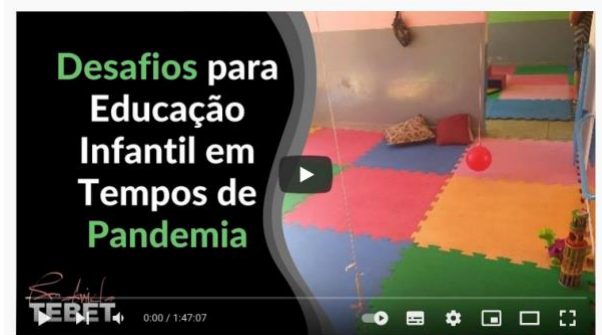 Desafios para
Educação
Infantil em
Tempos de
Pandemia
TEBET
0:00 / 1:47:07